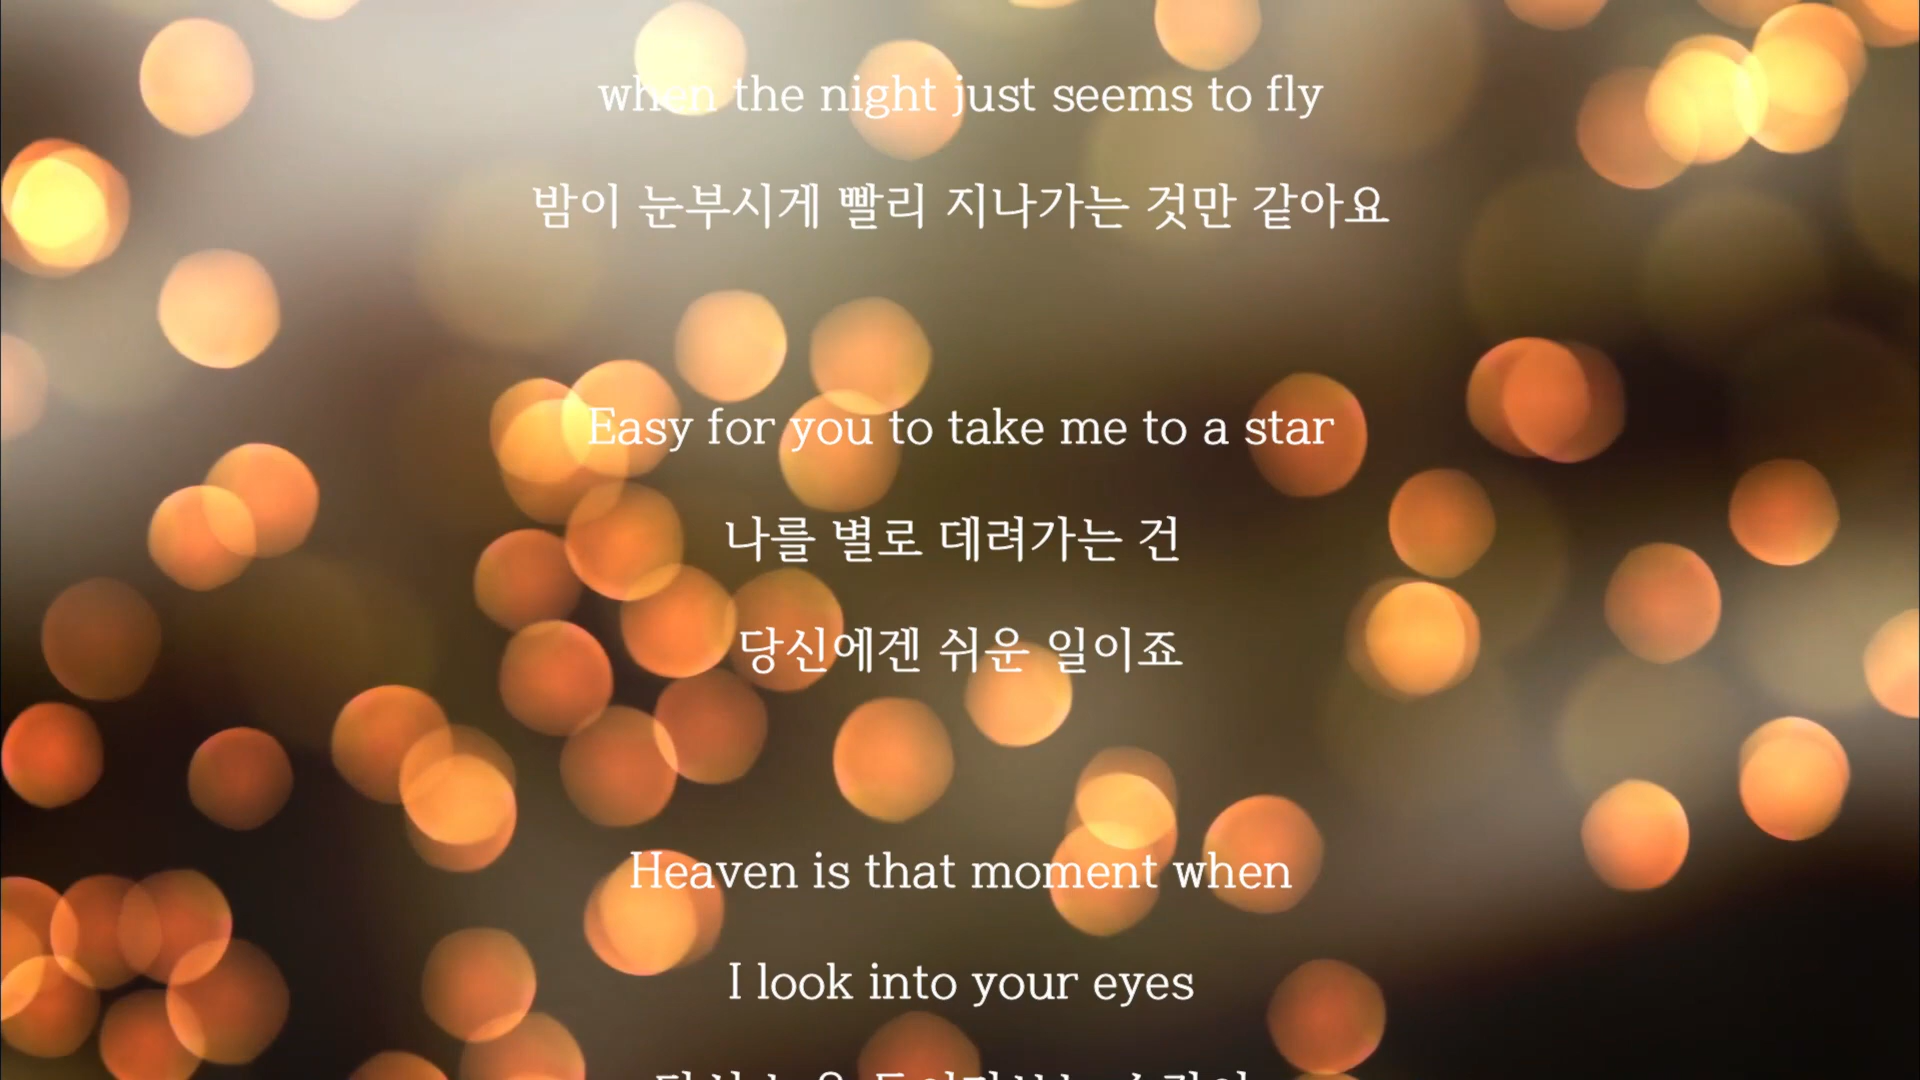 when the night just seems to fly
밤이 눈부시게 빨리 지나가는 것만 같아요
Easy for you to take me to a star
나를 별로 데려가는 건
당신에겐 쉬운 일이죠
Heaven is that moment when
I look into your eyes